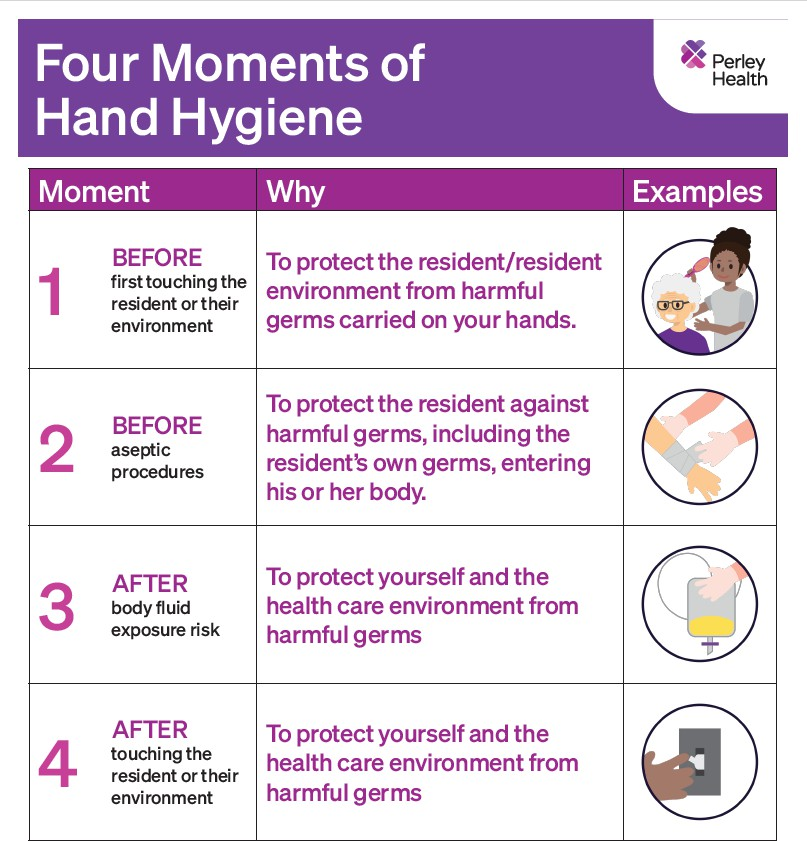 Four Moments of
Hand Hygiene
Perley
Health
Moment
Why
Examples
1
BEFORE
first touching the
resident or their
environment
To protect the resident/resident
environment from harmful
germs carried on your hands.
2
BEFORE
aseptic
procedures
To protect the resident against
harmful germs, including the
resident’s own germs, entering
his or her body.
3
AFTER
body fluid
exposure risk
To protect yourself and the
health care environment from
harmful germs
4
AFTER
touching the
resident or their
environment
To protect yourself and the
health care environment from
harmful germs